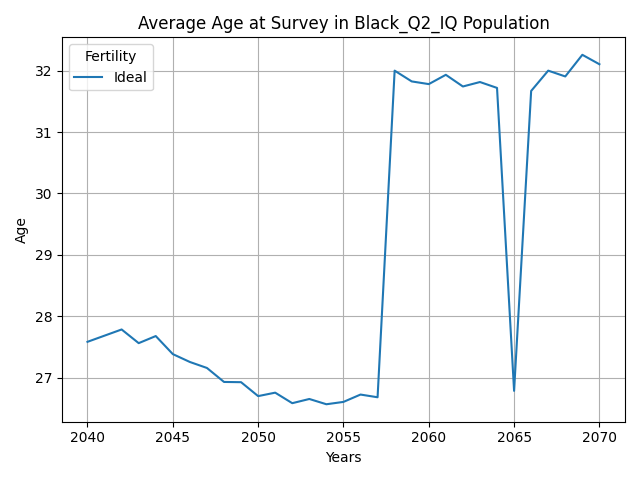 Average Age at Survey in Black_Q2_IQ Population
Fertility
Ideal
32
31
30
29
28
27
Age
2040 2045 2050 2055 2060 2065 2070
Years